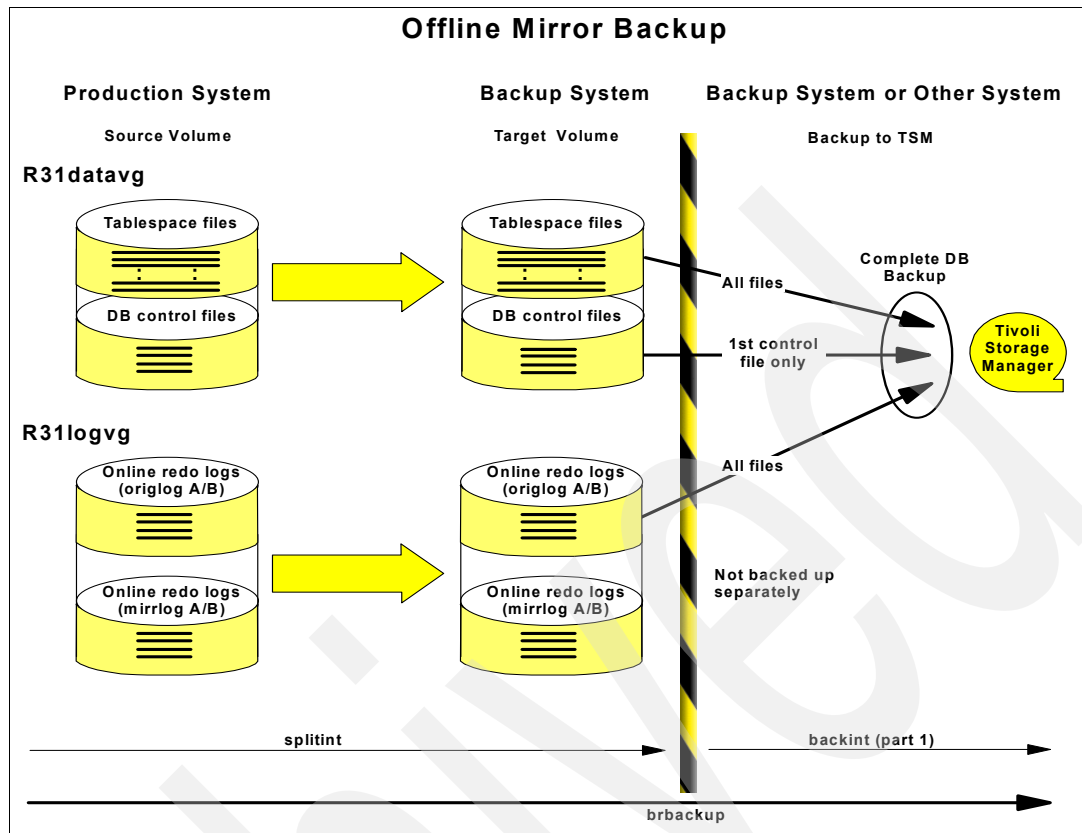 Offline Mirror Backup
Production System
Backup System
Backup System or Other System
Source Volume
Target Volume
Backup to TSM
R31datavg
Tablespace files
:
:
DB control files
Tablespace files
:
:
DB control files
All files
1st control
file only
Complete DB
Backup
Tivoli
Storage
Manager
R31logvg
Online redo logs
(origlog A/B)
Online redo logs
(mirrlog A/B)
Online redo logs
(origlog A/B)
Online redo logs
(mirrlog A/B)
All files
Not backed up
separately
splitint
backint (part 1)
brbackup